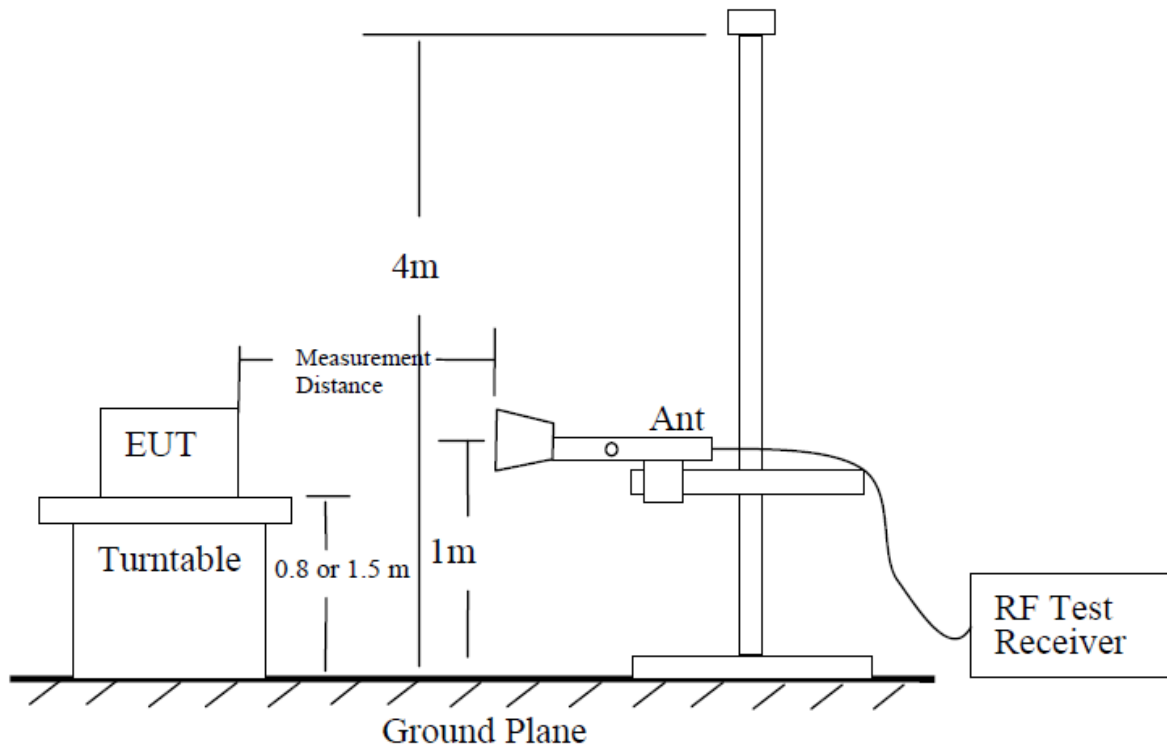 4m
Measurement
Distance
EUT
Ant
Turntable
0.8 or 1.5 m
1m
RF Test
Receiver
Ground Plane